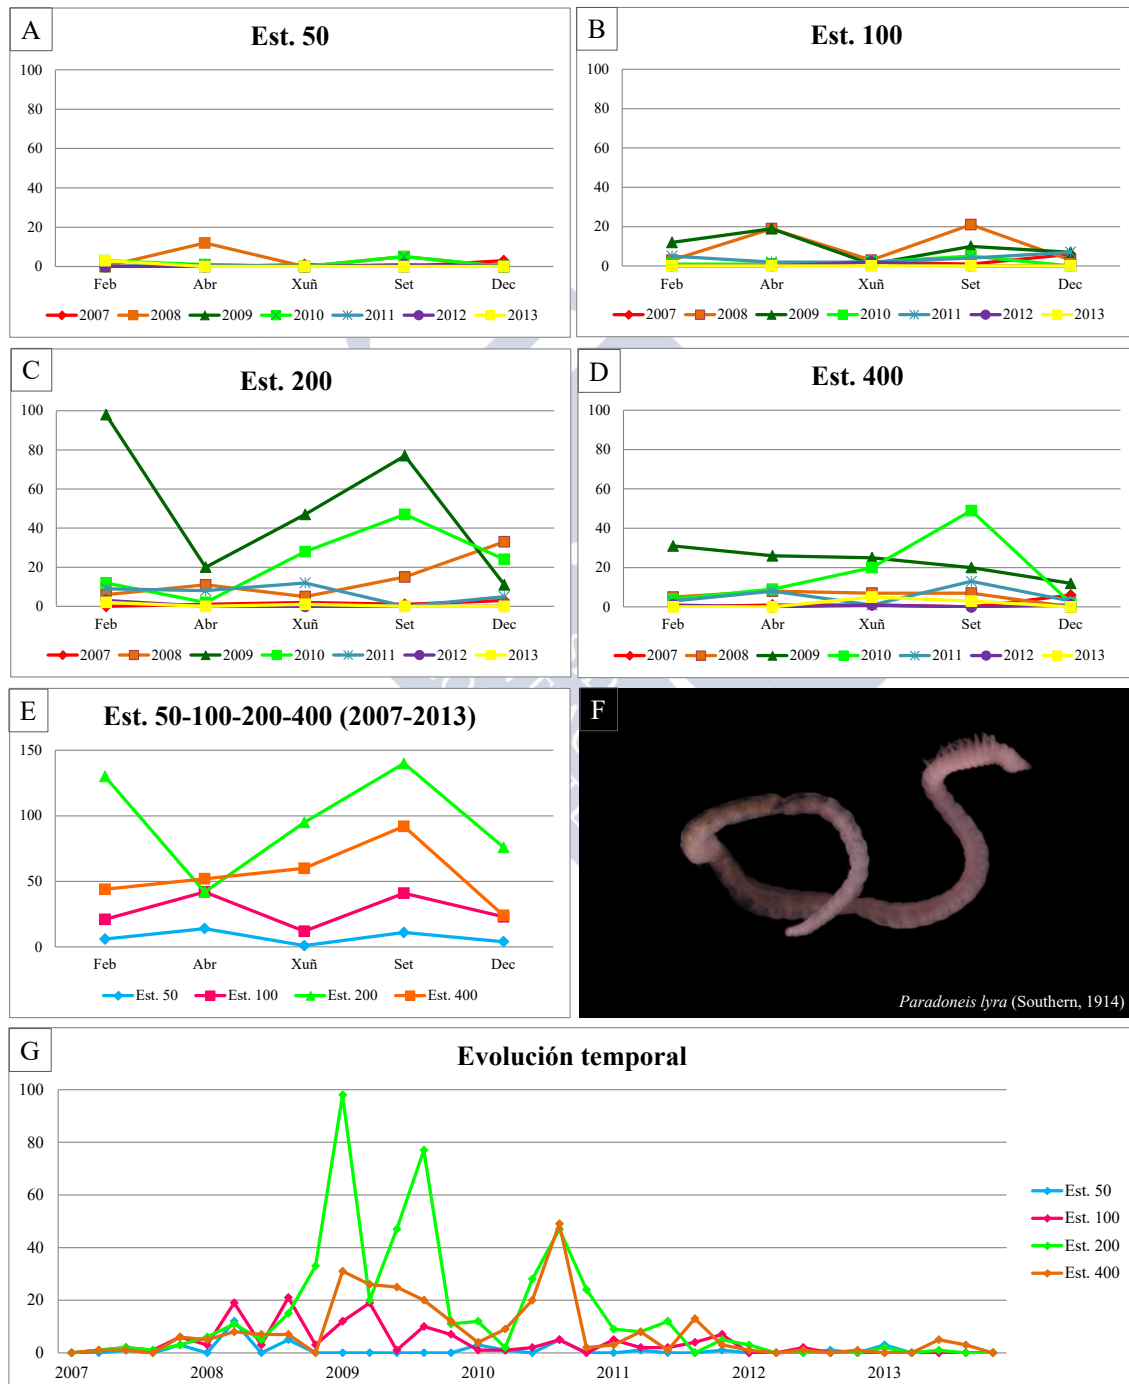 A
Est. 50
100
80
60
40
20
0
Feb Abr Xuñ Set Dec
2007 2008 2009 2010 2011 2012 2013
B
Est. 100
100
80
60
40
20
0
Feb Abr Xuñ Set Dec
2007 2008 2009 2010 2011 2012 2013
C
Est. 200
100
80
60
40
20
0
Feb Abr Xuñ Set Dec
2007 2008 2009 2010 2011 2012 2013
D
Est. 400
100
80
60
40
20
0
Feb Abr Xuñ Set Dec
2007 2008 2009 2010 2011 2012 2013
E
Est. 50-100-200-400 (2007-2013)
150
100
50
0
Feb Abr Xuñ Set Dec
Est. 50 Est. 100 Est. 200 Est. 400
F
Paradoneis lyra (Southern, 1914)
G
Evolución temporal
100
80
60
40
20
0
2007 2008 2009 2010 2011 2012 2013
Est. 50
Est. 100
Est. 200
Est. 400